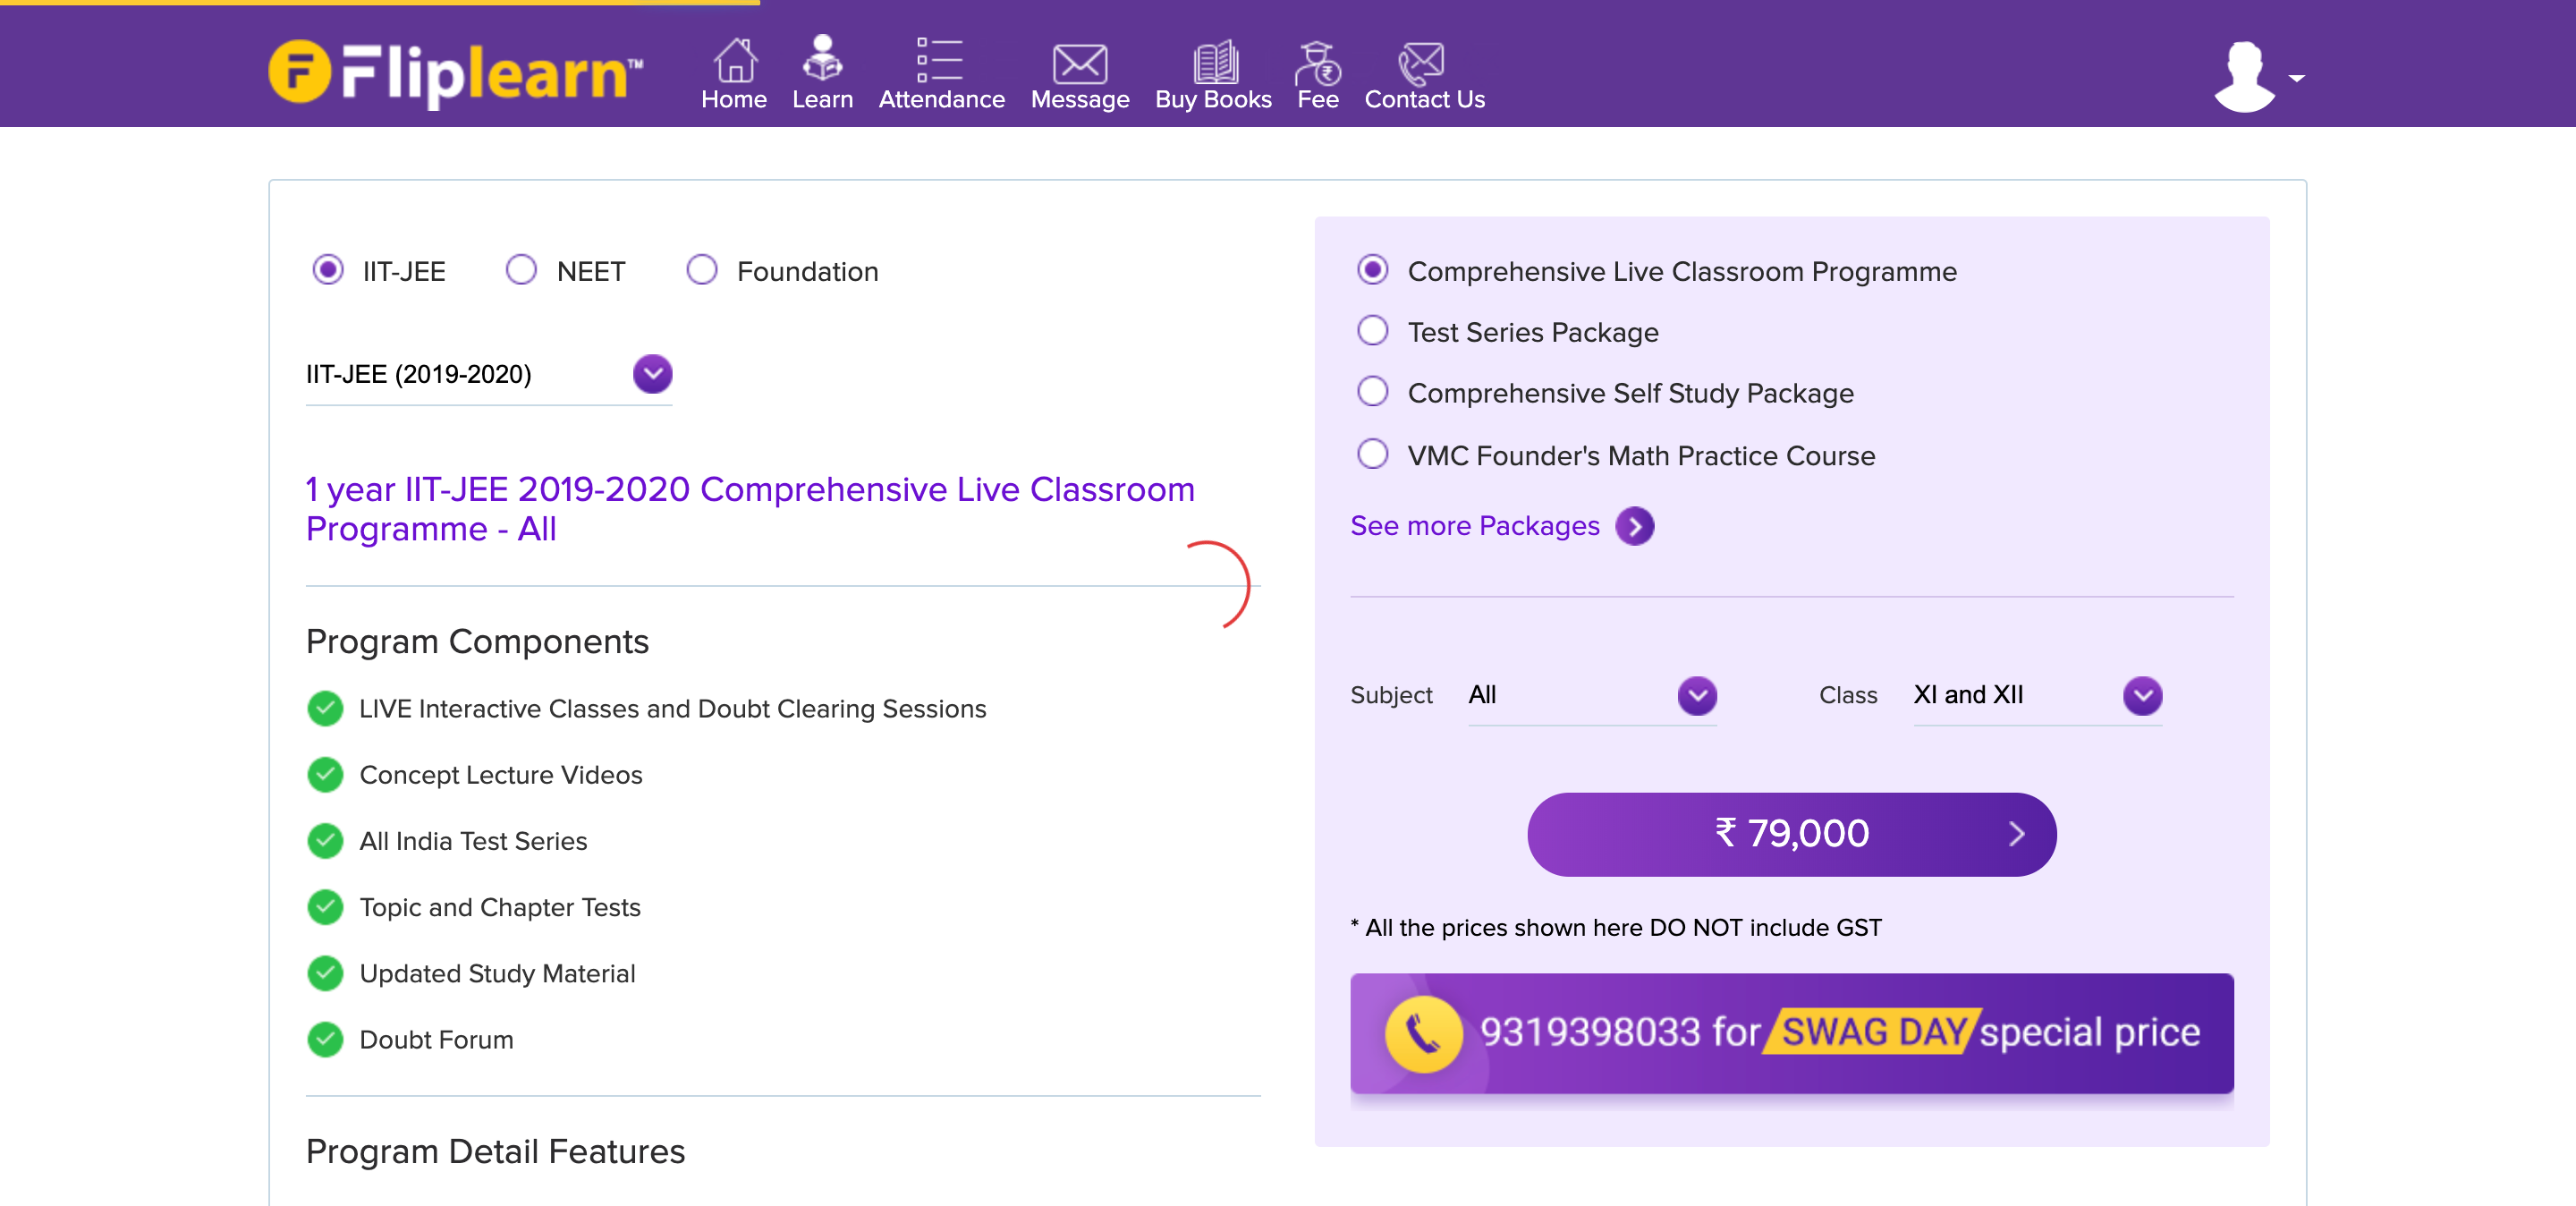 Fliplearn™
Home Learn Attendance Message Buy Books Fee Contact Us
IIT-JEE NEET Foundation
IIT-JEE (2019-2020)
1 year IIT-JEE 2019-2020 Comprehensive Live Classroom
Programme - All
Program Components
LIVE Interactive Classes and Doubt Clearing Sessions
Concept Lecture Videos
All India Test Series
Topic and Chapter Tests
Updated Study Material
Doubt Forum
Program Detail Features
Comprehensive Live Classroom Programme
Test Series Package
Comprehensive Self Study Package
VMC Founder's Math Practice Course
See more Packages
Subject All Class XI and XII
₹ 79,000
* All the prices shown here DO NOT include GST
9319398033 for SWAG DAY special price